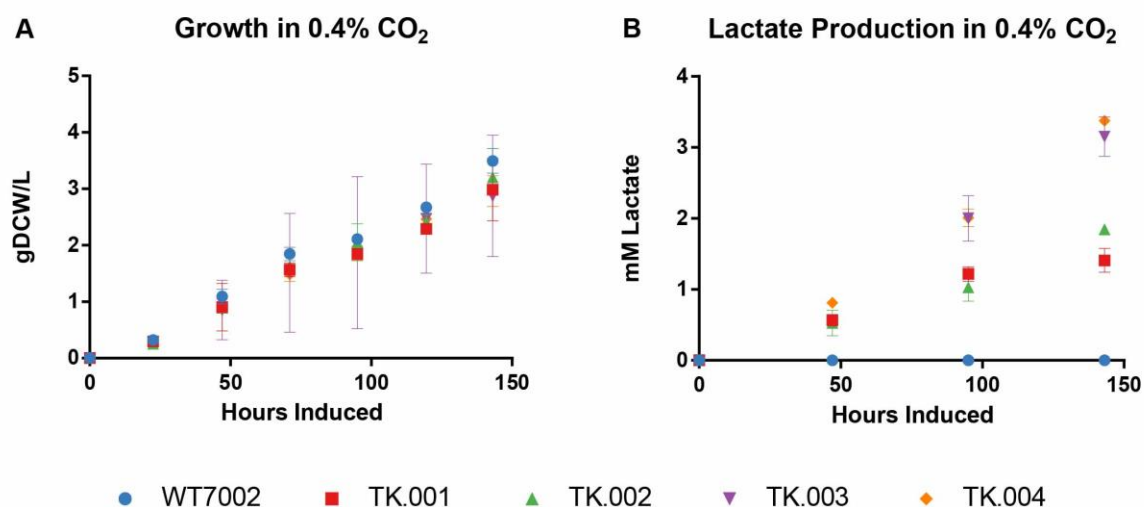 A
Growth in 0.4% CO₂
5
4
3
2
1
0
gDCW/L
0 50 100 150
Hours Induced
B
Lactate Production in 0.4% CO₂
4
3
2
1
0
mM Lactate
0 50 100 150
Hours Induced
WT7002 TK.001 TK.002 TK.003 TK.004